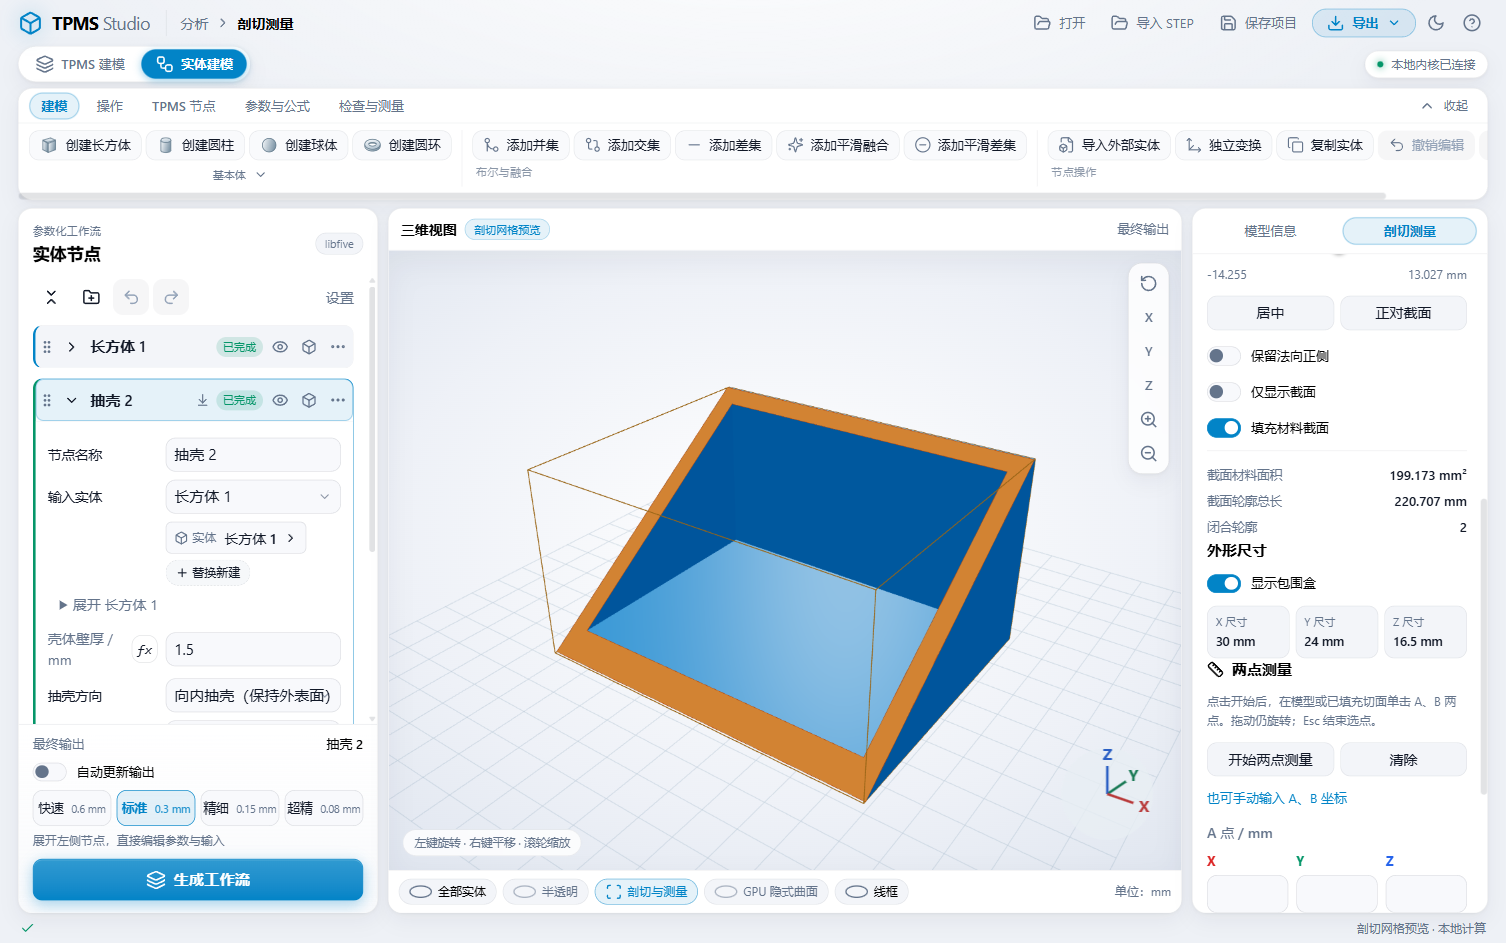 TPMS Studio
分析 > 剖切测量
打开
导入 STEP
保存项目
导出
TPMS 建模
实体建模
本地内核已连接
建模
操作
TPMS 节点
参数与公式
检查与测量
收起
创建长方体
创建圆柱
创建球体
创建圆环
添加并集
添加交集
添加差集
添加平滑融合
添加平滑差集
导入外部实体
独立变换
复制实体
撤销编辑
基本体
布尔与融合
节点操作
参数化工作流
实体节点
libfive
设置
长方体 1
已完成
抽壳 2
已完成
节点名称
抽壳 2
输入实体
长方体 1
实体 长方体 1
+ 替换新建
展开 长方体 1
壳体壁厚 /
mm
ƒx
1.5
抽壳方向
向内抽壳（保持外表面）
最终输出
抽壳 2
自动更新输出
快速 0.6 mm
标准 0.3 mm
精细 0.15 mm
超精 0.08 mm
展开左侧节点，直接编辑参数与输入
生成工作流
三维视图
剖切网格预览
最终输出
X
Y
Z
Z
Y
X
左键旋转 · 右键平移 · 滚轮缩放
全部实体
半透明
剖切与测量
GPU 隐式曲面
线框
单位：mm
模型信息
剖切测量
-14.255
13.027 mm
居中
正对截面
保留法向正侧
仅显示截面
填充材料截面
截面材料面积
199.173 mm²
截面轮廓总长
220.707 mm
闭合轮廓
2
外形尺寸
显示包围盒
X 尺寸
30 mm
Y 尺寸
24 mm
Z 尺寸
16.5 mm
两点测量
点击开始后，在模型或已填充切面单击 A、B 两
点。拖动仍旋转；Esc 结束选点。
开始两点测量
清除
也可手动输入 A、B 坐标
A 点 / mm
X
Y
Z
剖切网格预览 · 本地计算